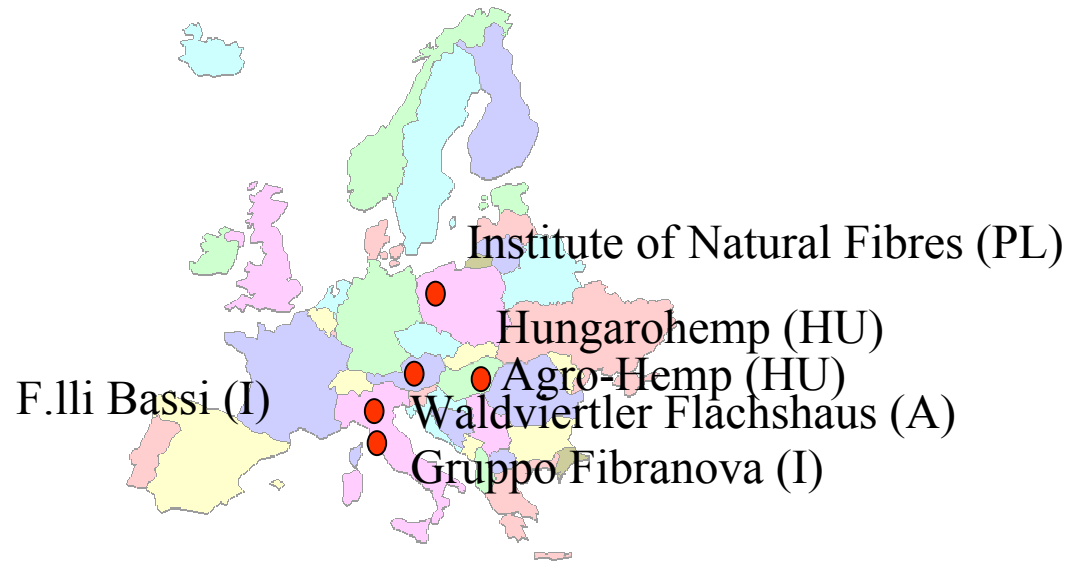 Institute of Natural Fibres (PL)
Hungarohemp (HU)
Agro-Hemp (HU)
F.lli Bassi (I)
Waldviertler Flachshaus (A)
Gruppo Fibranova (I)